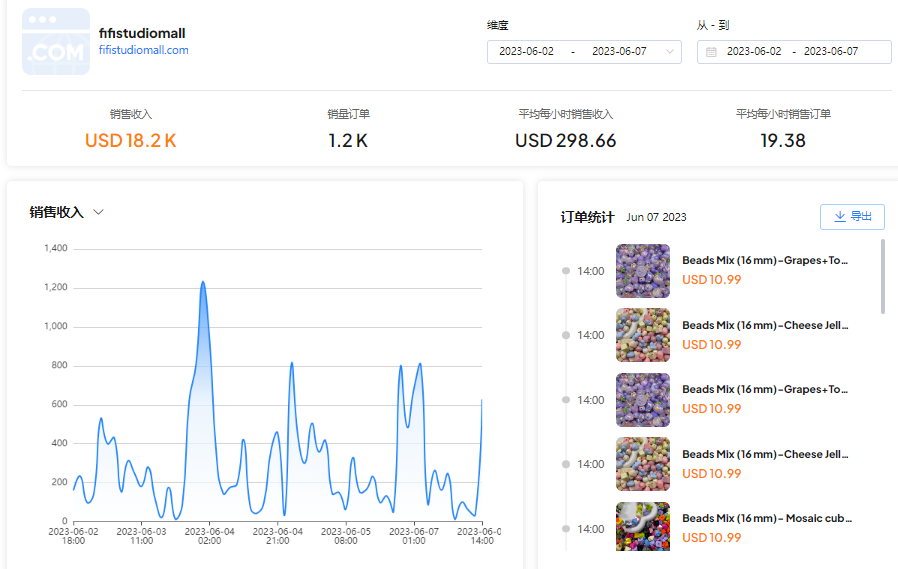 .COM
fifistudiomall
fifistudiomall.com
维度
从 - 到
2023-06-02 - 2023-06-07
2023-06-02 - 2023-06-07
销售收入
销量订单
平均每小时销售收入
平均每小时销售订单
USD 18.2 K
1.2 K
USD 298.66
19.38
销售收入
1,400
1,200
1,000
800
600
400
200
0
2023-06-02 18:00
2023-06-03 11:00
2023-06-04 02:00
2023-06-04 21:00
2023-06-05 08:00
2023-06-07 01:00
2023-06-0 14:00
订单统计 Jun 07 2023
导出
14:00
Beads Mix (16 mm)-Grapes+To...
USD 10.99
14:00
Beads Mix (16 mm)-Cheese Jell...
USD 10.99
14:00
Beads Mix (16 mm)-Grapes+To...
USD 10.99
14:00
Beads Mix (16 mm)-Cheese Jell...
USD 10.99
14:00
Beads Mix (16 mm)- Mosaic cub...
USD 10.99